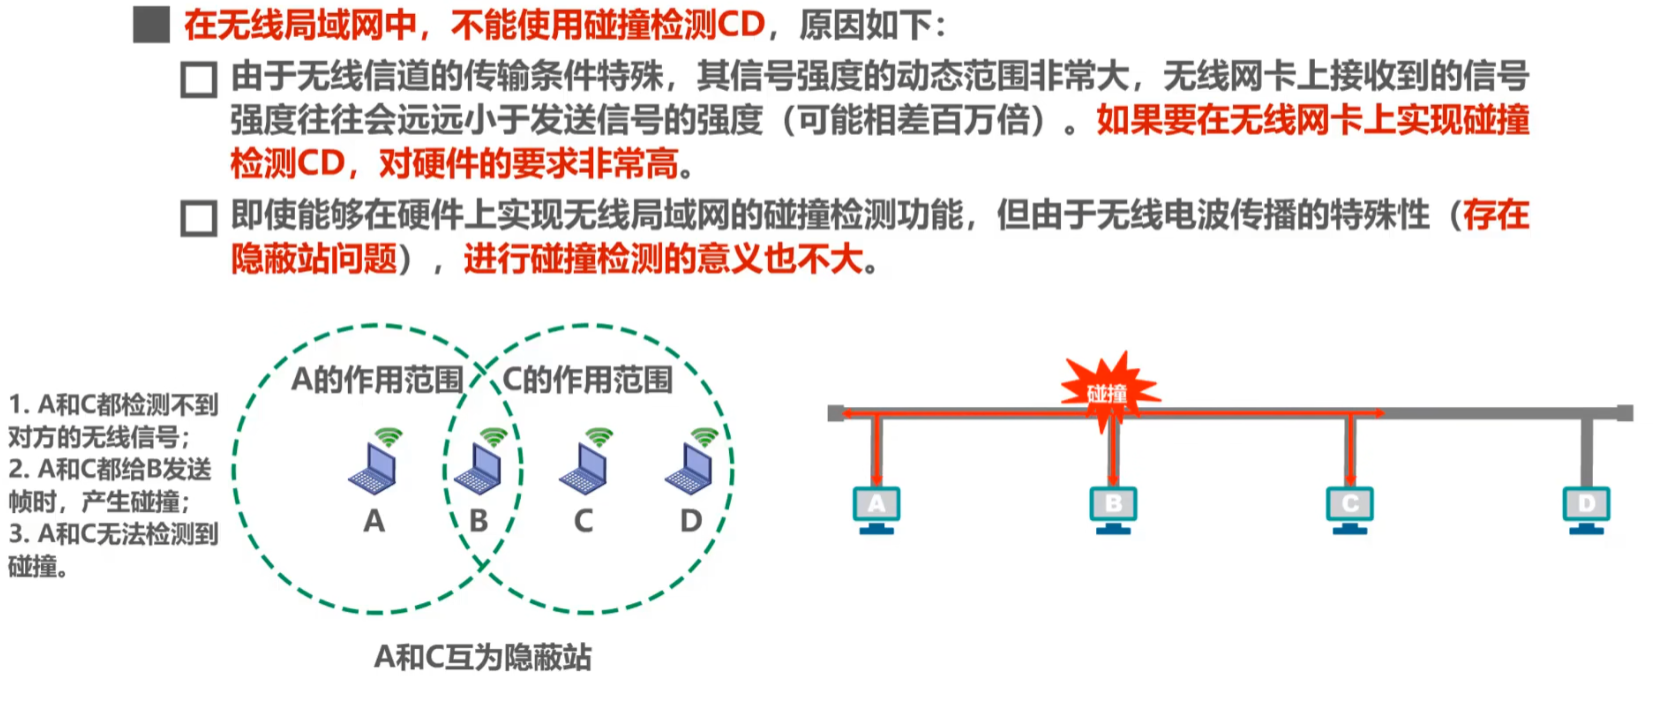 在无线局域网中，不能使用碰撞检测CD，原因如下：
由于无线信道的传输条件特殊，其信号强度的动态范围非常大，无线网卡上接收到的信号
强度往往会远远小于发送信号的强度（可能相差百万倍）。如果要在无线网卡上实现碰撞
检测CD，对硬件的要求非常高。
即使能够在硬件上实现无线局域网的碰撞检测功能，但由于无线电波传播的特殊性（存在
隐蔽站问题），进行碰撞检测的意义也不大。
1. A和C都检测不到
对方的无线信号；
2. A和C都给B发送
帧时，产生碰撞；
3. A和C无法检测到
碰撞。
A的作用范围
C的作用范围
A
B
C
D
A和C互为隐蔽站
碰撞
A
B
C
D